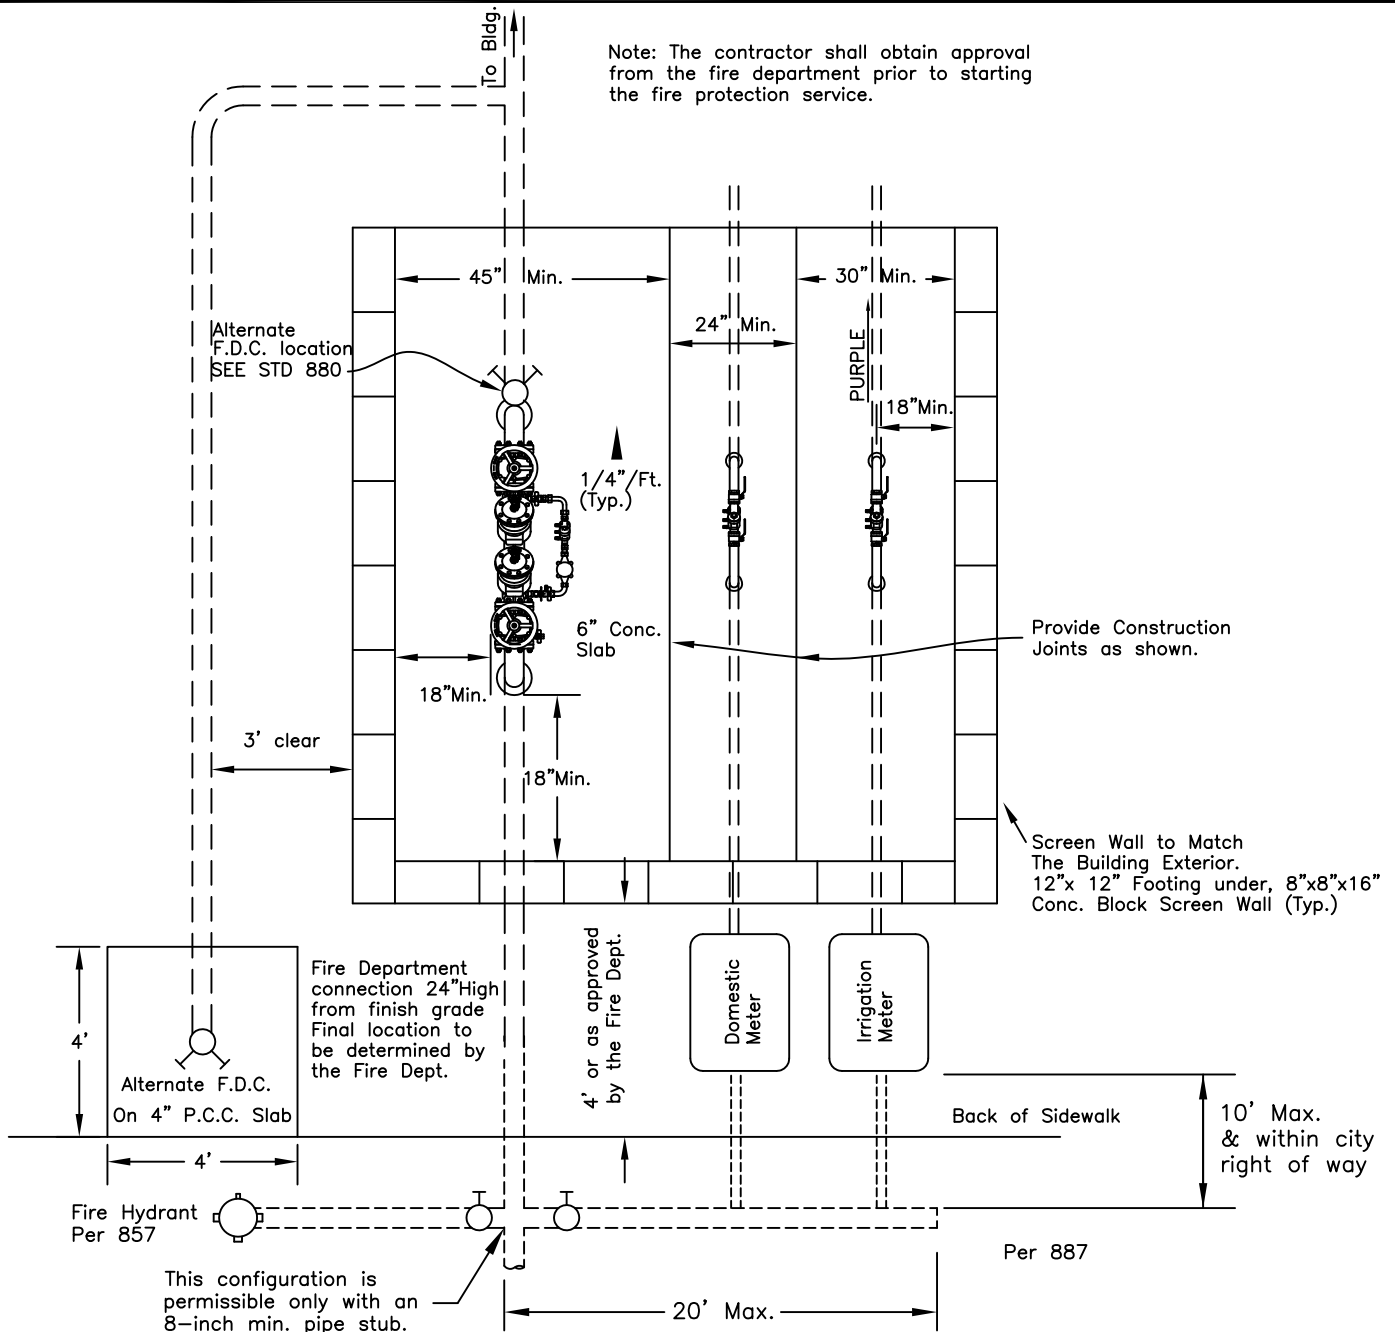 To Bldg.
Note: The contractor shall obtain approval
from the fire department prior to starting
the fire protection service.
45" Min.
30" Min.
24" Min.
Alternate
F.D.C. location
SEE STD 880
PURPLE
18"Min.
1/4"/Ft.
(Typ.)
6" Conc.
Slab
Provide Construction
Joints as shown.
18"Min.
3' clear
18"Min.
Screen Wall to Match
The Building Exterior.
12"x 12" Footing under, 8"x8"x16"
Conc. Block Screen Wall (Typ.)
Fire Department
connection 24"High
from finish grade
Final location to
be determined by
the Fire Dept.
4' or as approved
by the Fire Dept.
Domestic
Meter
Irrigation
Meter
4'
Alternate F.D.C.
On 4" P.C.C. Slab
4'
Back of Sidewalk
10' Max.
& within city
right of way
Fire Hydrant
Per 857
Per 887
This configuration is
permissible only with an
8-inch min. pipe stub.
20' Max.